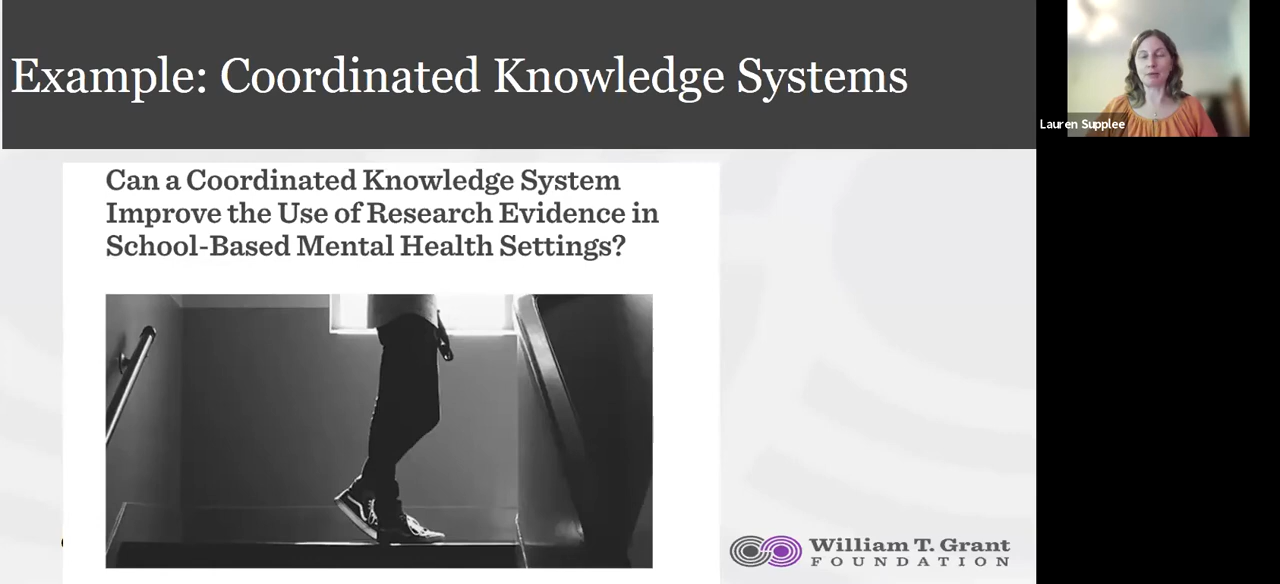 Example: Coordinated Knowledge Systems
Lauren Supplee
Can a Coordinated Knowledge System
Improve the Use of Research Evidence in
School-Based Mental Health Settings?
William T. Grant
FOUNDATION